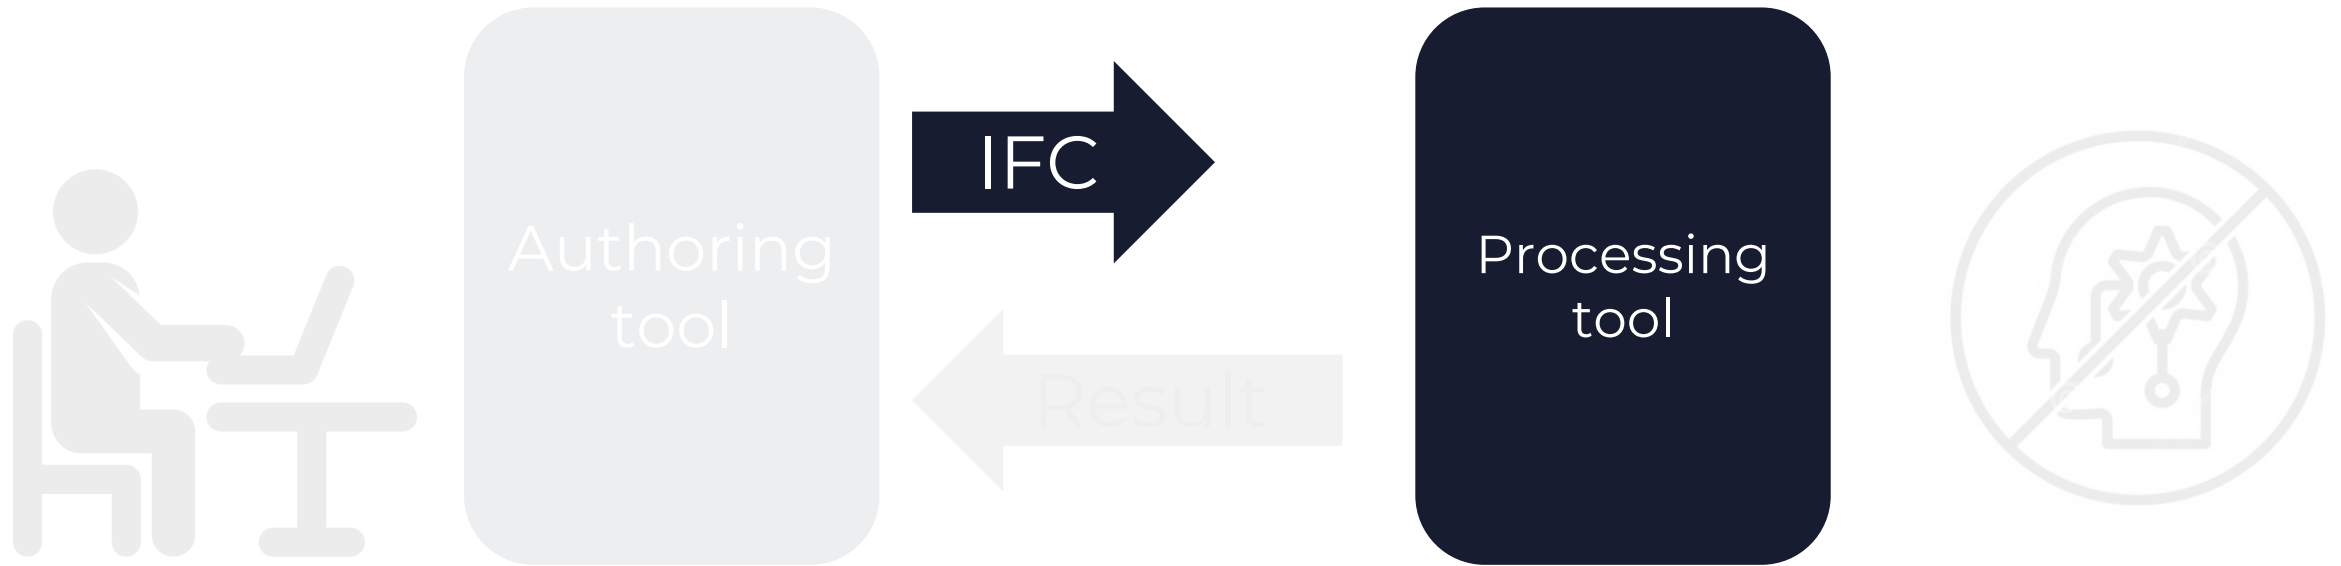 Authoring
tool
IFC
Result
Processing
tool